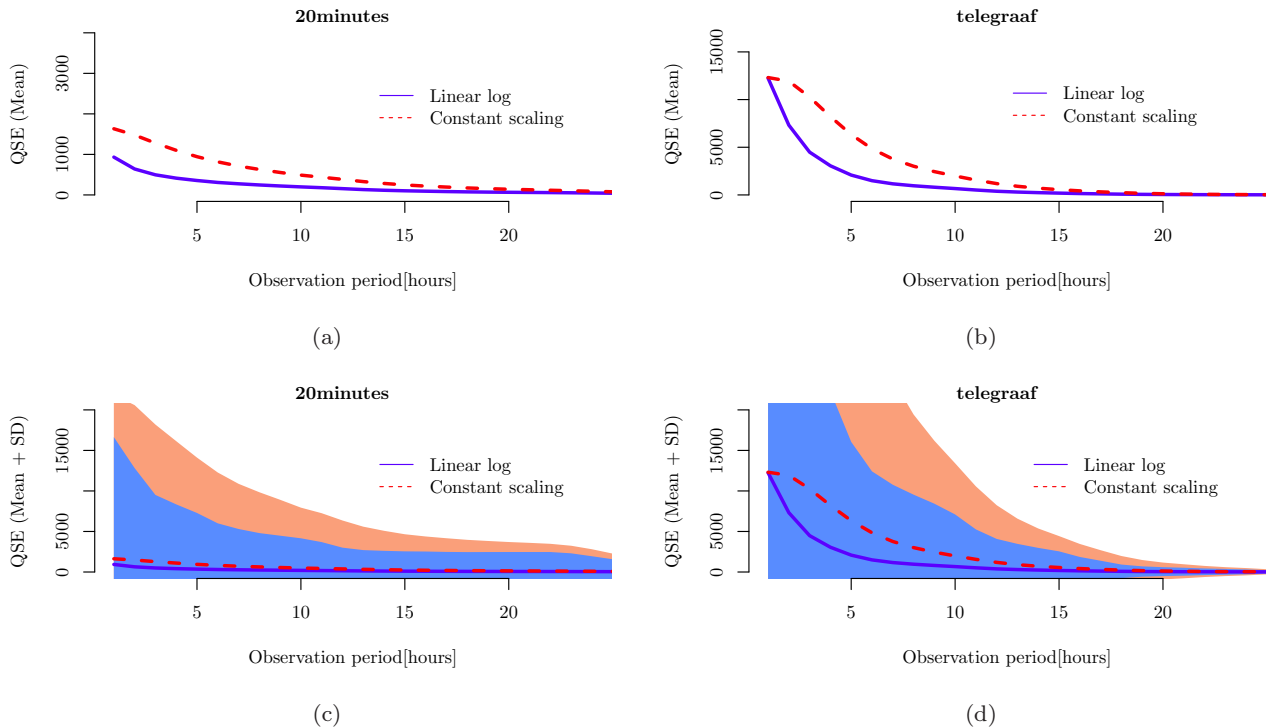 20minutes
QSE (Mean)
0
1000
3000
Linear log
Constant scaling
5
10
15
20
Observation period[hours]
(a)
telegraaf
QSE (Mean)
0
5000
15000
Linear log
Constant scaling
5
10
15
20
Observation period[hours]
(b)
20minutes
QSE (Mean + SD)
0
5000
15000
Linear log
Constant scaling
5
10
15
20
Observation period[hours]
(c)
telegraaf
QSE (Mean + SD)
0
5000
15000
Linear log
Constant scaling
5
10
15
20
Observation period[hours]
(d)